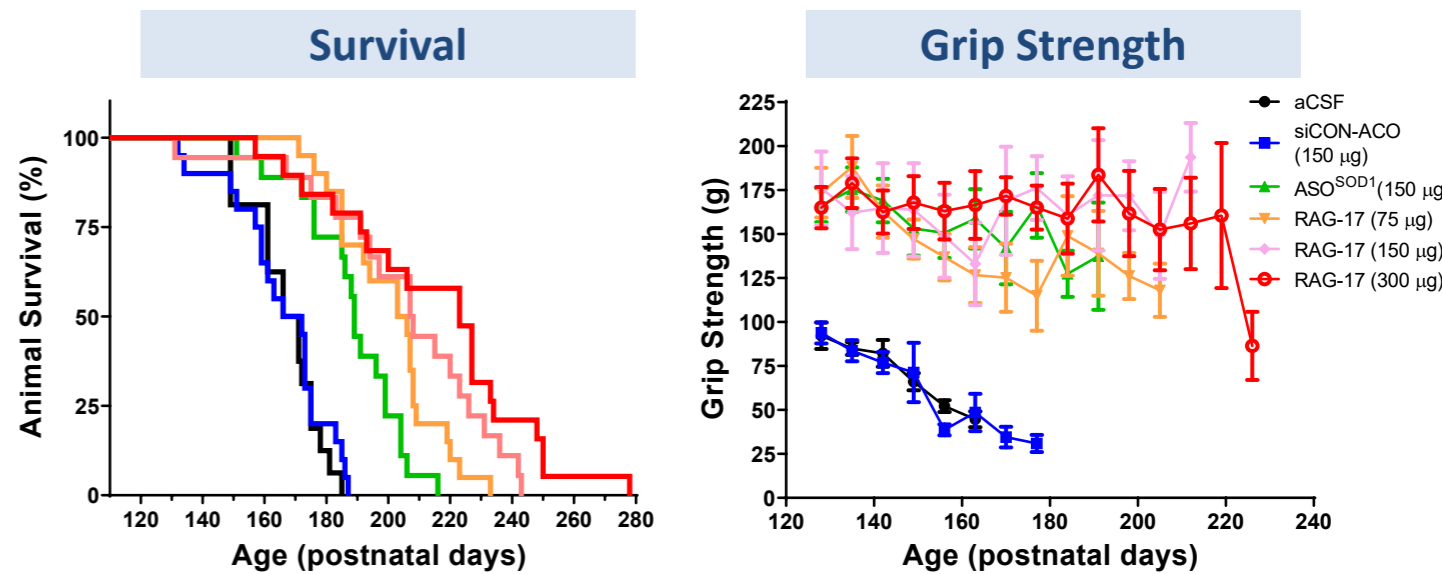 Survival
Animal Survival (%)
100
75
50
25
0
120 140 160 180 200 220 240 260 280
Age (postnatal days)
Grip Strength
Grip Strength (g)
225
200
175
150
125
100
75
50
25
0
120 140 160 180 200 220 240
Age (postnatal days)
aCSF
siCON-ACO
(150 μg)
ASO^SOD1 (150 μg
RAG-17 (75 μg)
RAG-17 (150 μg)
RAG-17 (300 μg)